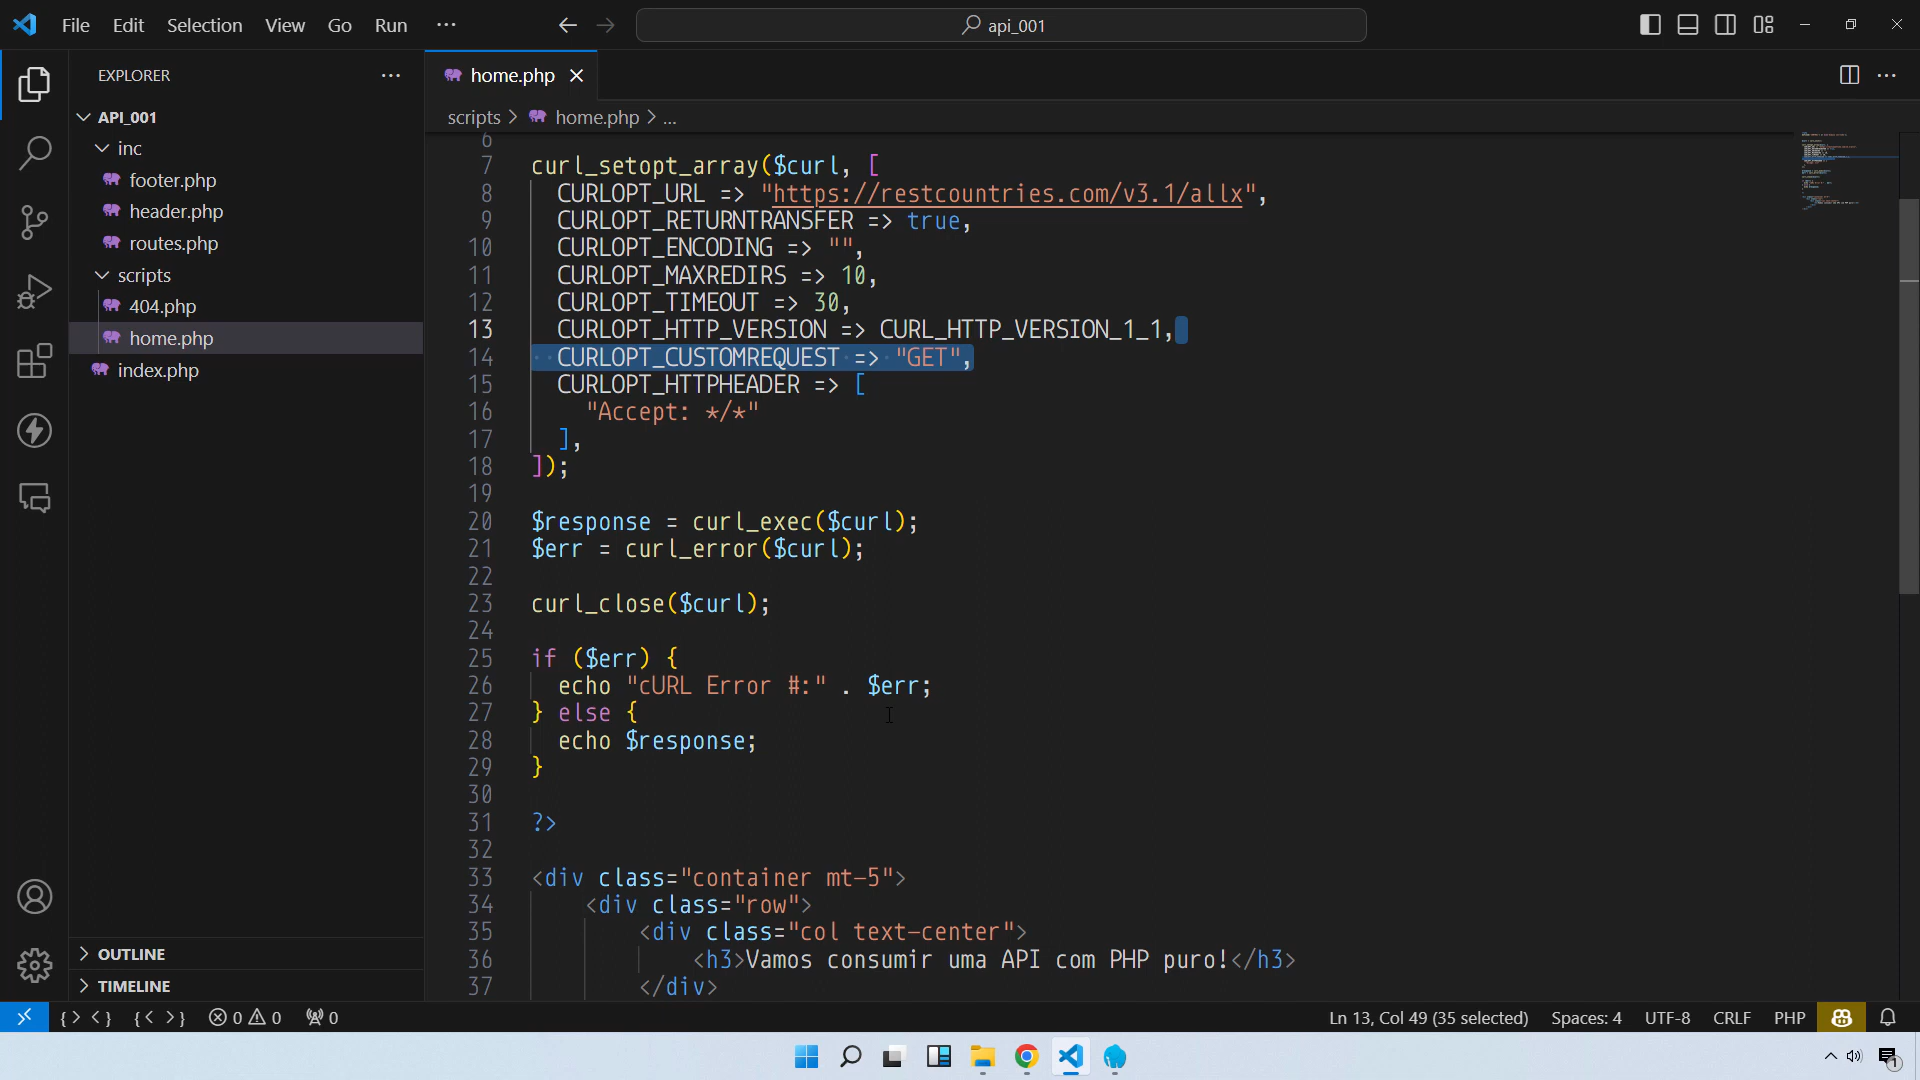 File Edit Selection View Go Run ···
api_001
EXPLORER ···
home.php
API_001
scripts > home.php > ...
inc
footer.php
header.php
routes.php
scripts
404.php
home.php
index.php
6
7 curl_setopt_array($curl, [
8 CURLOPT_URL => "https://restcountries.com/v3.1/allx",
9 CURLOPT_RETURNTRANSFER => true,
10 CURLOPT_ENCODING => "",
11 CURLOPT_MAXREDIRS => 10,
12 CURLOPT_TIMEOUT => 30,
13 CURLOPT_HTTP_VERSION => CURL_HTTP_VERSION_1_1,
14 CURLOPT_CUSTOMREQUEST => "GET",
15 CURLOPT_HTTPHEADER => [
16 "Accept: */*"
17 ],
18 ]);
19
20 $response = curl_exec($curl);
21 $err = curl_error($curl);
22
23 curl_close($curl);
24
25 if ($err) {
26 echo "cURL Error #:" . $err;
27 } else {
28 echo $response;
29 }
30
31 ?>
32
33 <div class="container mt-5">
34 <div class="row">
35 <div class="col text-center">
36 <h3>Vamos consumir uma API com PHP puro!</h3>
37 </div>
OUTLINE
TIMELINE
0 0 0
Ln 13, Col 49 (35 selected) Spaces: 4 UTF-8 CRLF PHP
1